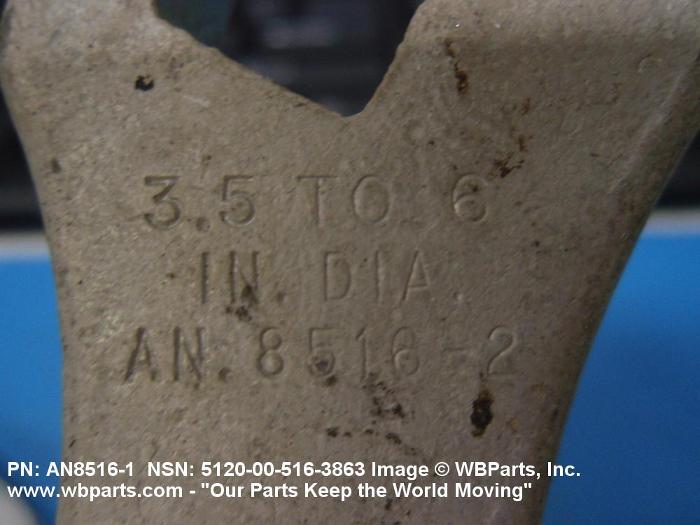 3.5 TO 6
IN. DIA.
AN. 8516-2
PN: AN8516-1 NSN: 5120-00-516-3863 Image © WBParts, Inc.
www.wbparts.com - "Our Parts Keep the World Moving"